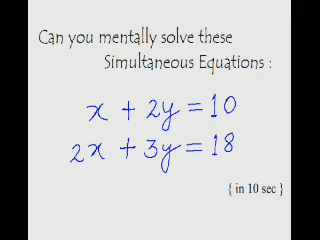 Can you mentally solve these
Simultaneous Equations :
x + 2y = 10
2x + 3y = 18
{ in 10 sec }